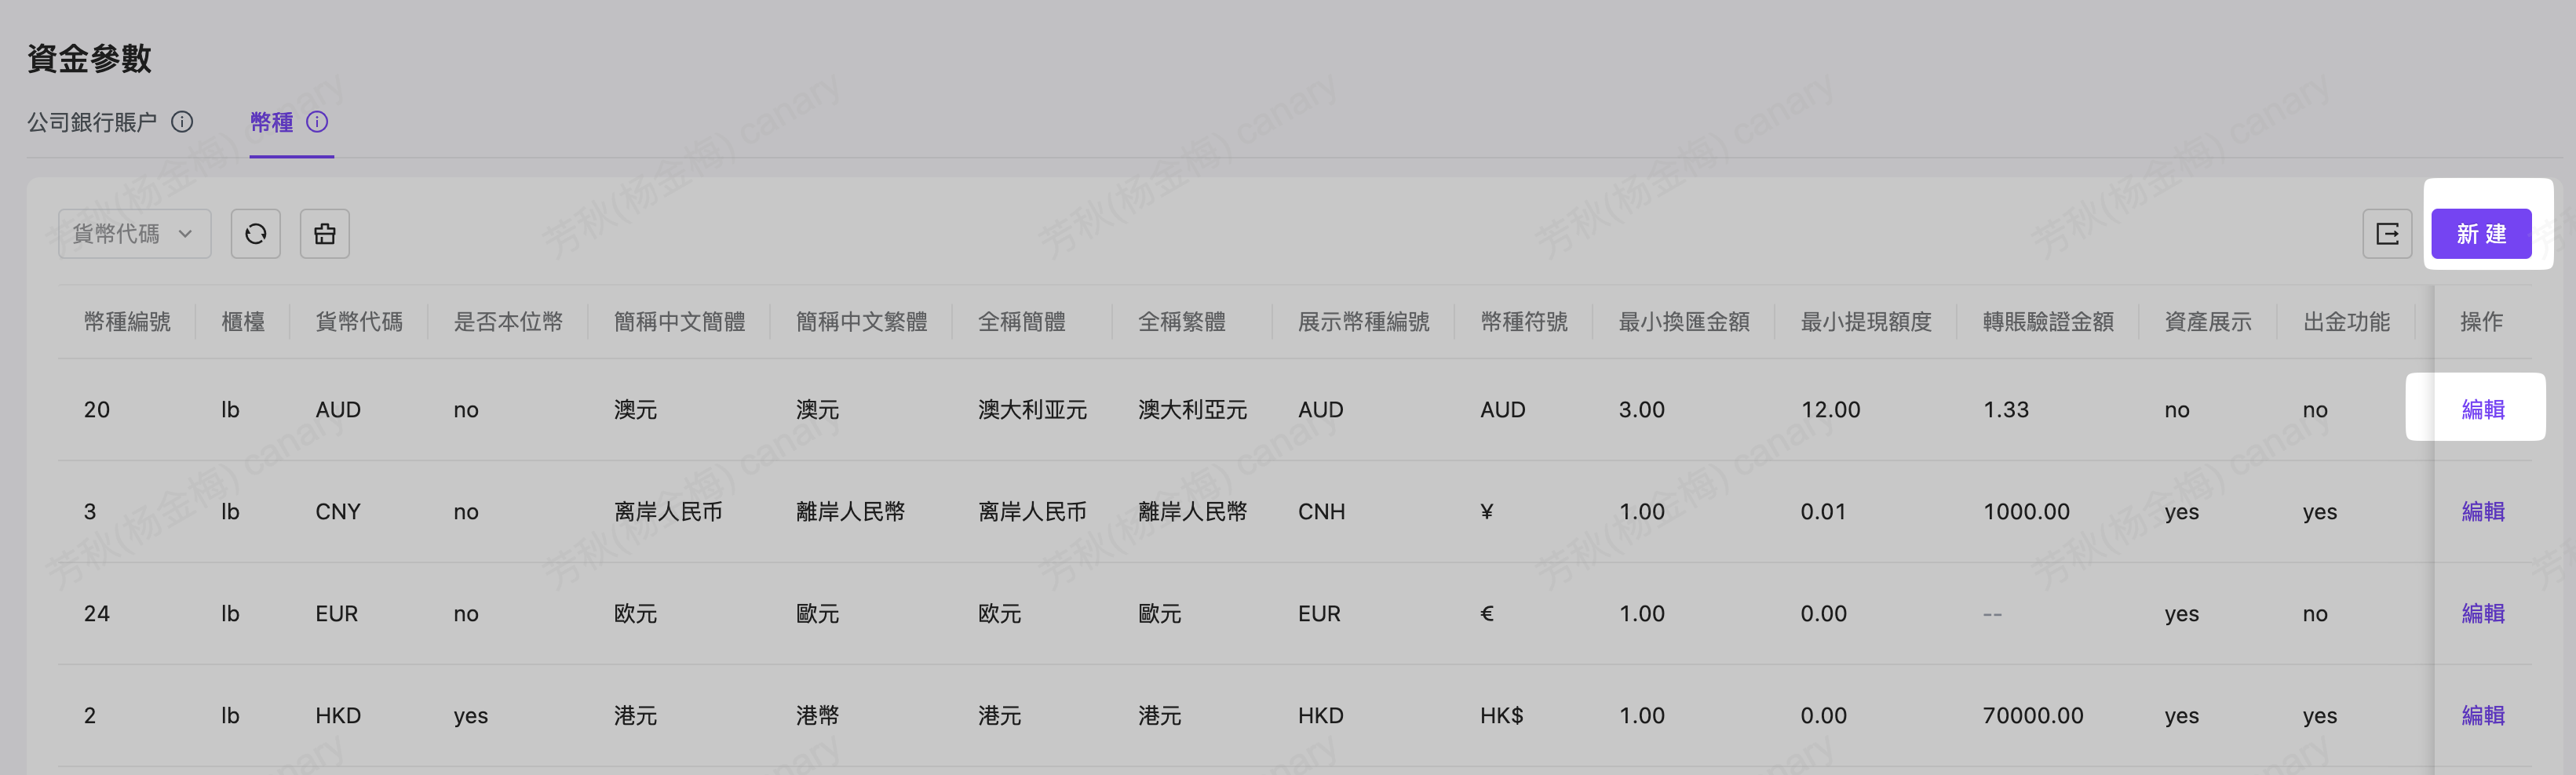 資金參數
公司銀行賬户 幣種
貨幣代碼 新建
幣種編號 櫃檯 貨幣代碼 是否本位幣 簡稱中文簡體 簡稱中文繁體 全稱簡體 全稱繁體 展示幣種編號 幣種符號 最小換匯金額 最小提現額度 轉賬驗證金額 資產展示 出金功能 操作
20 lb AUD no 澳元 澳元 澳大利亚元 澳大利亞元 AUD AUD 3.00 12.00 1.33 no no 編輯
3 lb CNY no 离岸人民币 離岸人民幣 离岸人民币 離岸人民幣 CNH ¥ 1.00 0.01 1000.00 yes yes 編輯
24 lb EUR no 欧元 歐元 欧元 歐元 EUR € 1.00 0.00 -- yes no 編輯
2 lb HKD yes 港元 港幣 港元 港元 HKD HK$ 1.00 0.00 70000.00 yes yes 編輯
芳秋(杨金梅) canary